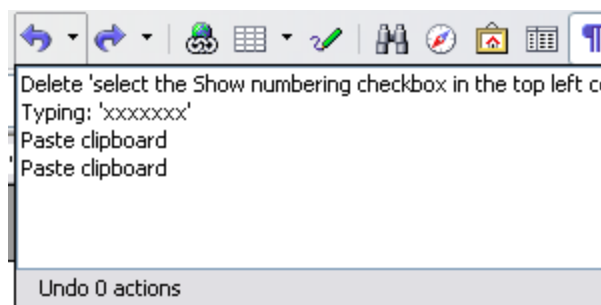 Delete 'select the Show numbering checkbox in the top left
Typing: 'xxxxxxx'
Paste clipboard
Paste clipboard
Undo 0 actions